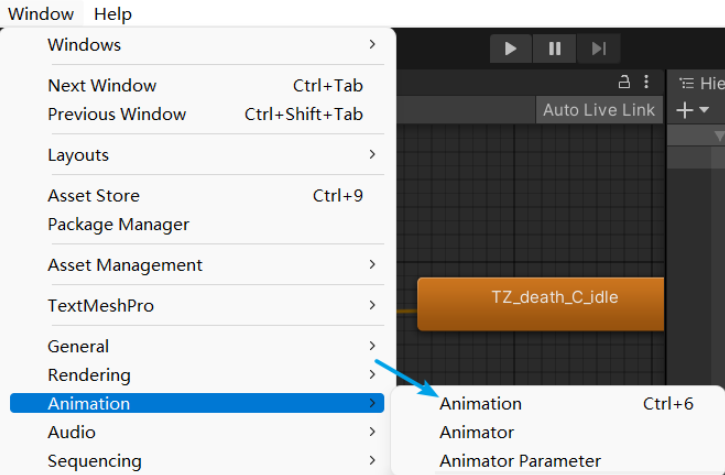 Window Help
Windows
Next Window Ctrl+Tab
Previous Window Ctrl+Shift+Tab
Layouts
Asset Store Ctrl+9
Package Manager
Asset Management
TextMeshPro
General
Rendering
Animation
Audio
Sequencing
Animation Ctrl+6
Animator
Animator Parameter
Auto Live Link
Hie
TZ_death_C_idle